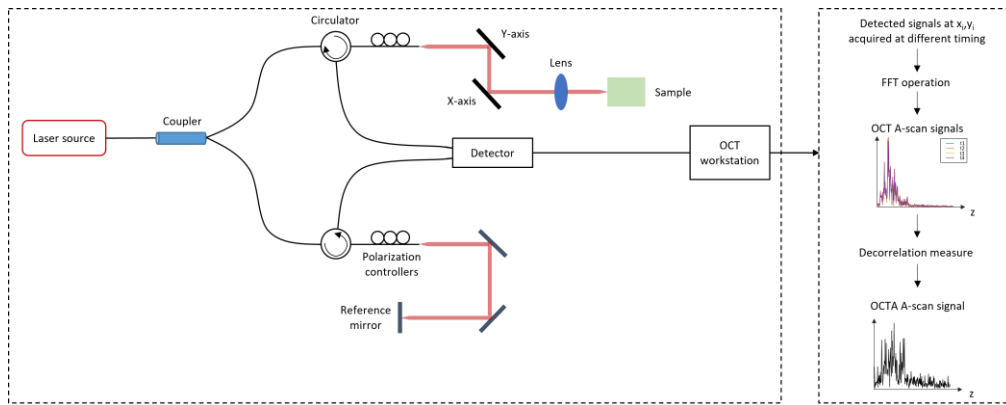 Circulator
Y-axis
X-axis
Lens
Sample
Laser source
Coupler
Detector
OCT
workstation
Polarization
controllers
Reference
mirror
Detected signals at xᵢ,yᵢ
acquired at different timing
FFT operation
OCT A-scan signals
z
Decorrelation measure
OCTA A-scan signal
z